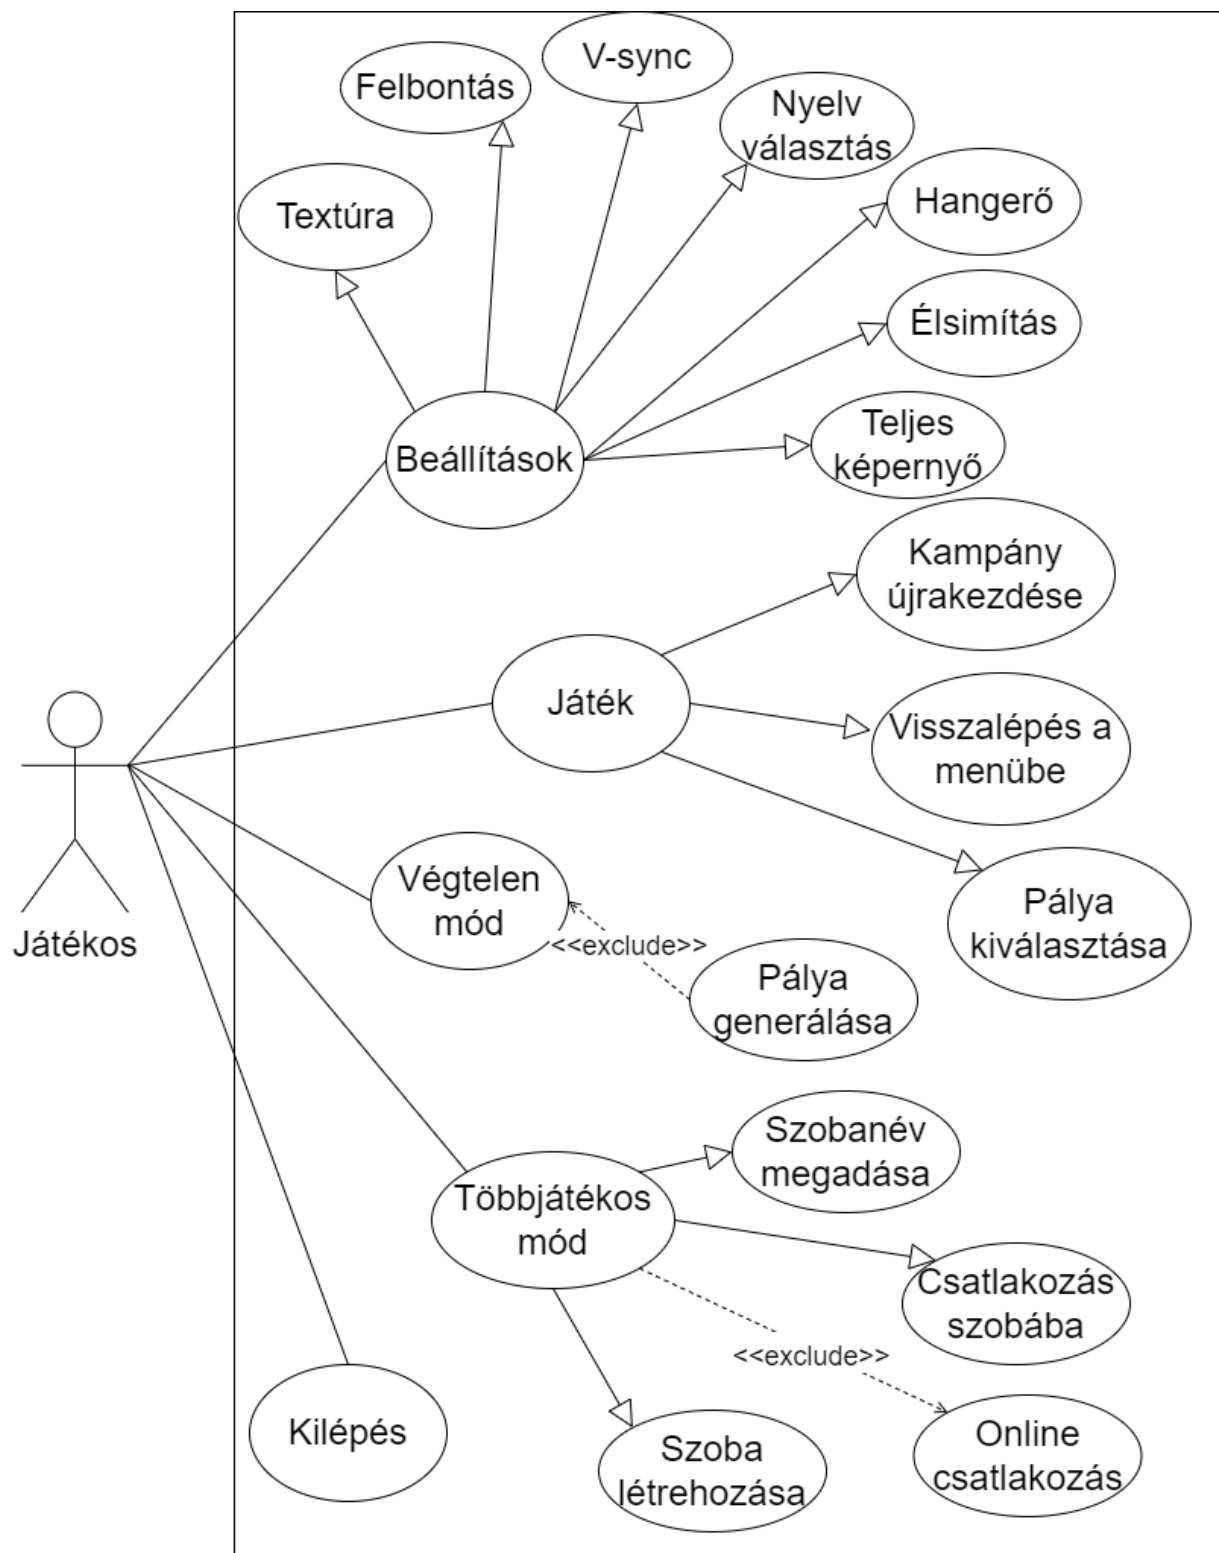 V-sync
Felbontás
Nyelv
választás
Hangerő
Textúra
Élsimítás
Teljes
képernyő
Beállítások
Kampány
újrakezdése
Játék
Visszalépés a
menübe
Végtelen
mód
Pálya
kiválasztása
Játékos
<<exclude>>
Pálya
generálása
Szobanév
megadása
Többjátékos
mód
Csatlakozás
szobába
<<exclude>>
Kilépés
Szoba
létrehozása
Online
csatlakozás